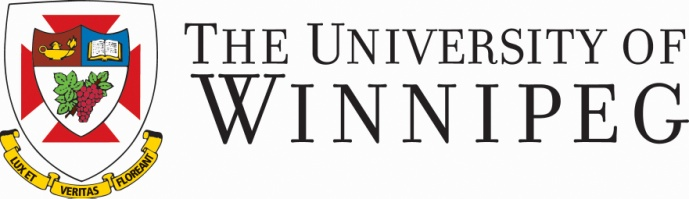 THE UNIVERSITY OF
WINNIPEG
LUX ET VERITAS FLOREANT